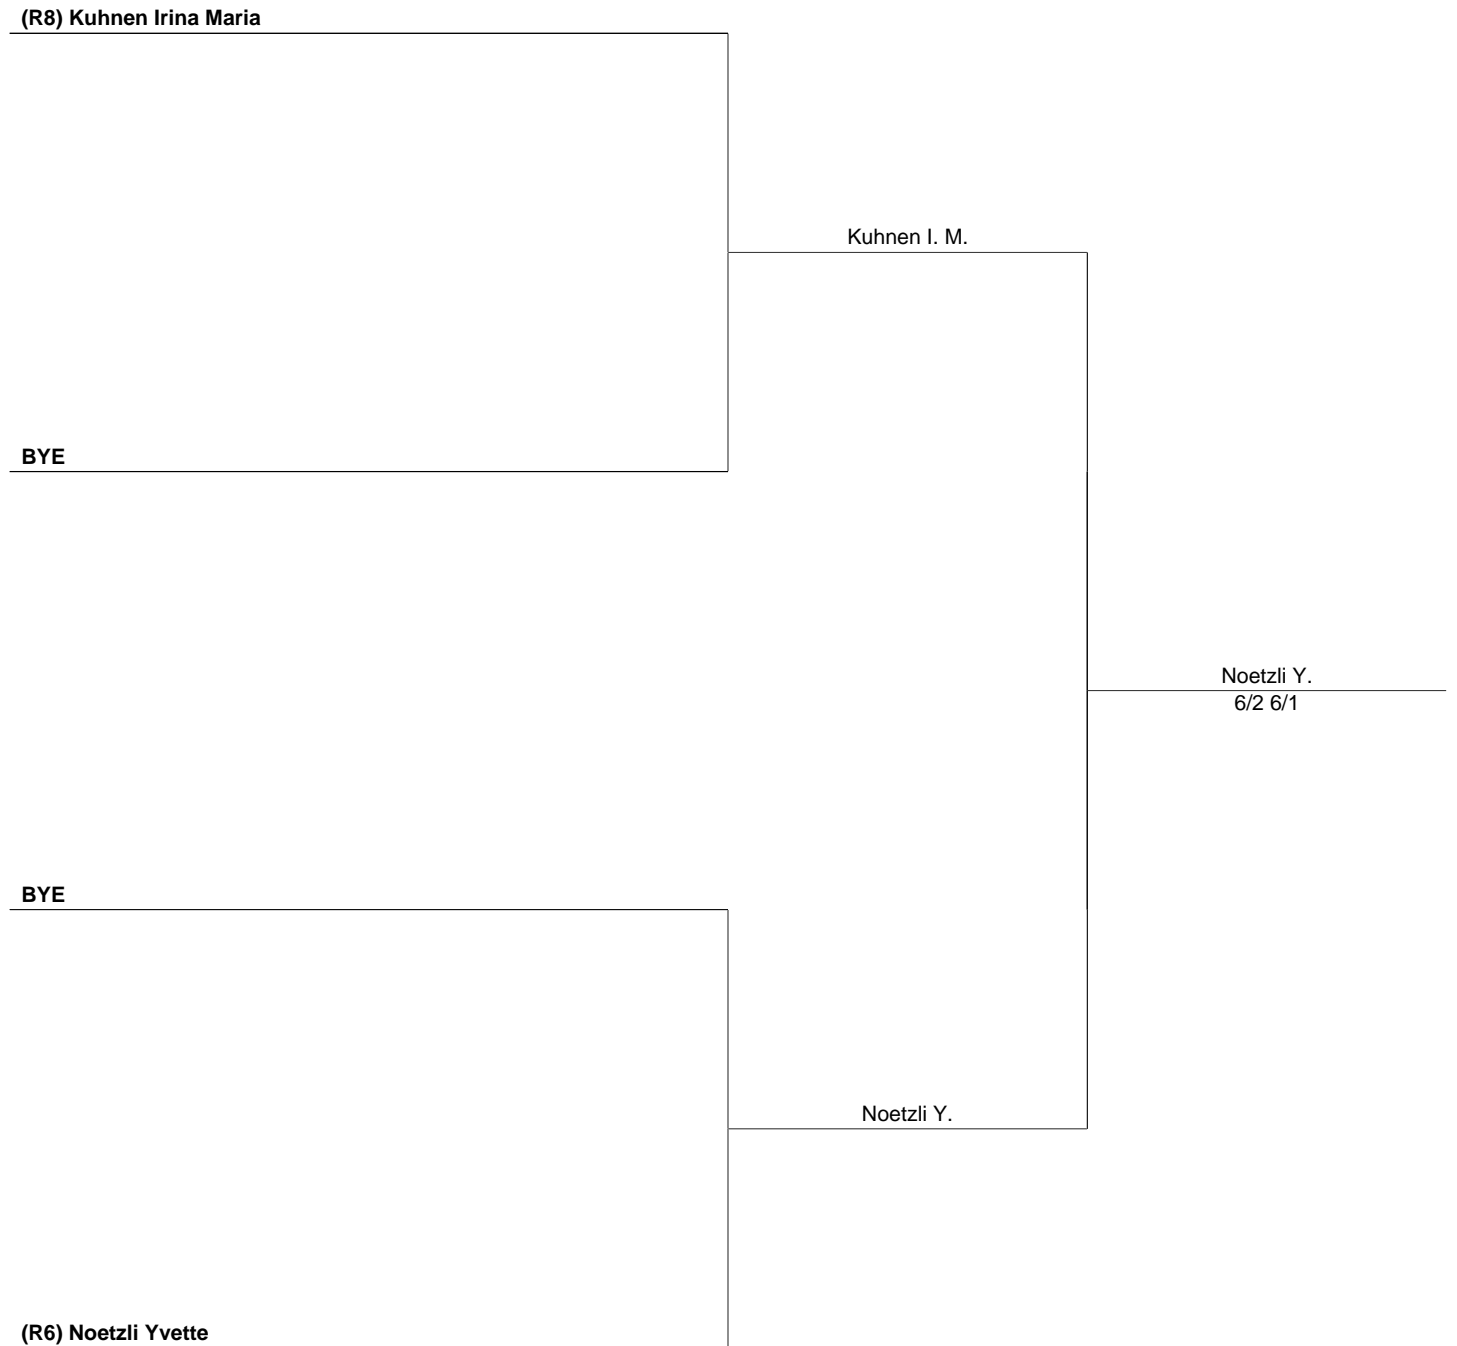 (R8) Kuhnen Irina Maria
Kuhnen I. M.
BYE
Noetzli Y.
6/2 6/1
BYE
Noetzli Y.
(R6) Noetzli Yvette